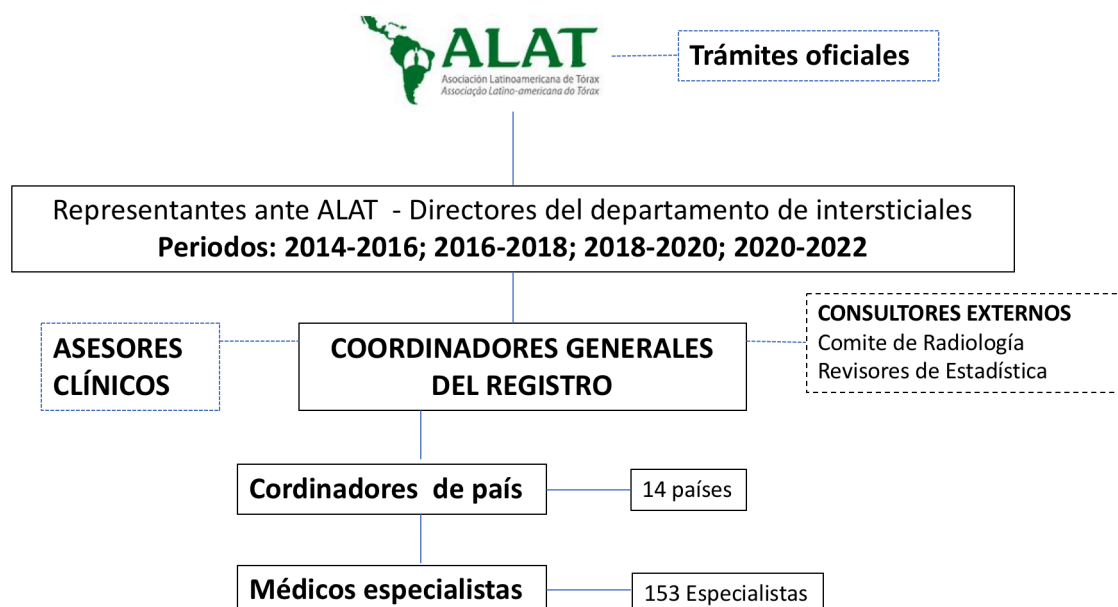 ALAT
Asociación Latinoamericana de Tórax
Associação Latino-americana do Tórax
Trámites oficiales
Representantes ante ALAT - Directores del departamento de intersticiales
Periodos: 2014-2016; 2016-2018; 2018-2020; 2020-2022
ASESORES
CLÍNICOS
COORDINADORES GENERALES
DEL REGISTRO
CONSULTORES EXTERNOS
Comite de Radiología
Revisores de Estadística
Cordinadores de país
14 países
Médicos especialistas
153 Especialistas